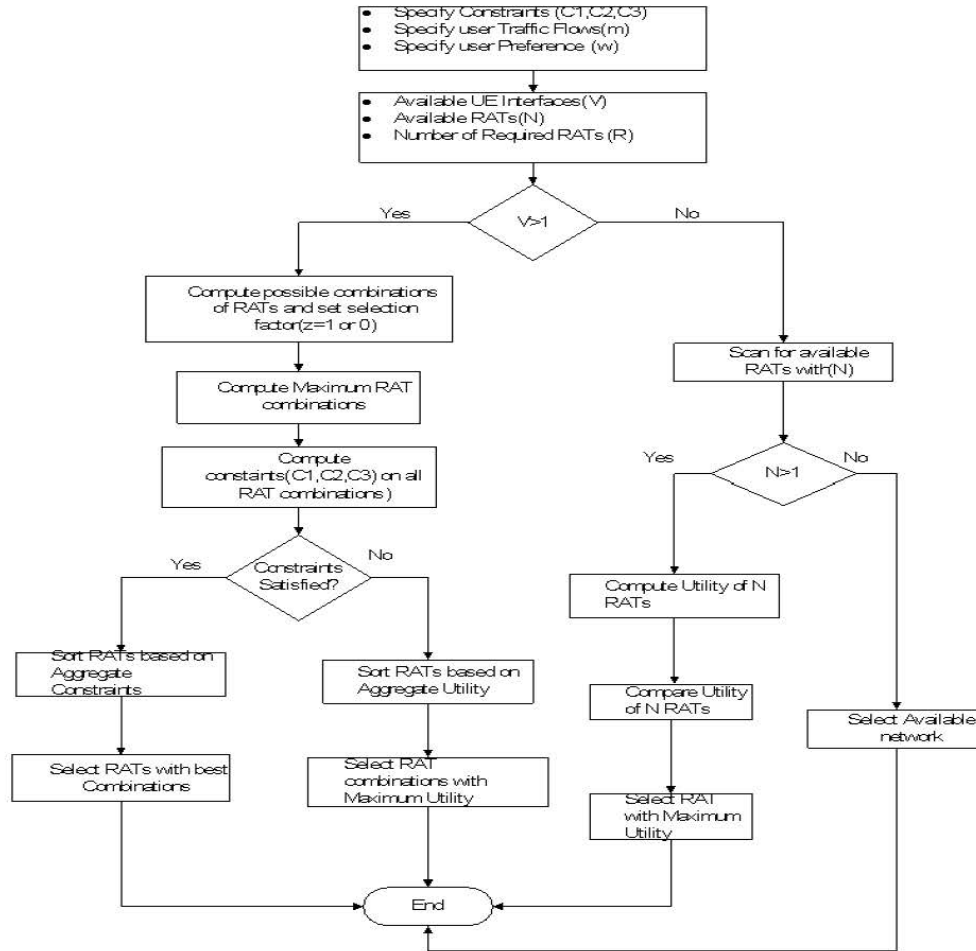 • Specify Constraints (C1,C2,C3)
• Specify user Traffic Flows(m)
• Specify user Preference (w)
• Available UE Interfaces(V)
• Available RATs(N)
• Number of Required RATs (R)
Yes
V>1
No
Compute possible combinations
of RATs and set selection
factor(z=1 or 0)
Scan for available
RATs with(N)
Compute Maximum RAT
combinations
Compute
constaints(C1,C2,C3) on all
RAT combinations)
Yes
N>1
No
Yes
Constraints
Satisfied?
No
Compute Utility of N
RATs
Sort RATs based on
Aggregate
Constraints
Sort RATs based on
Aggregate Utility
Compare Utility
of N RATs
Select Available
network
Select RATs with best
Combinations
Select RAT
combinations with
Maximum Utility
Select RAT
with Maximum
Utility
End